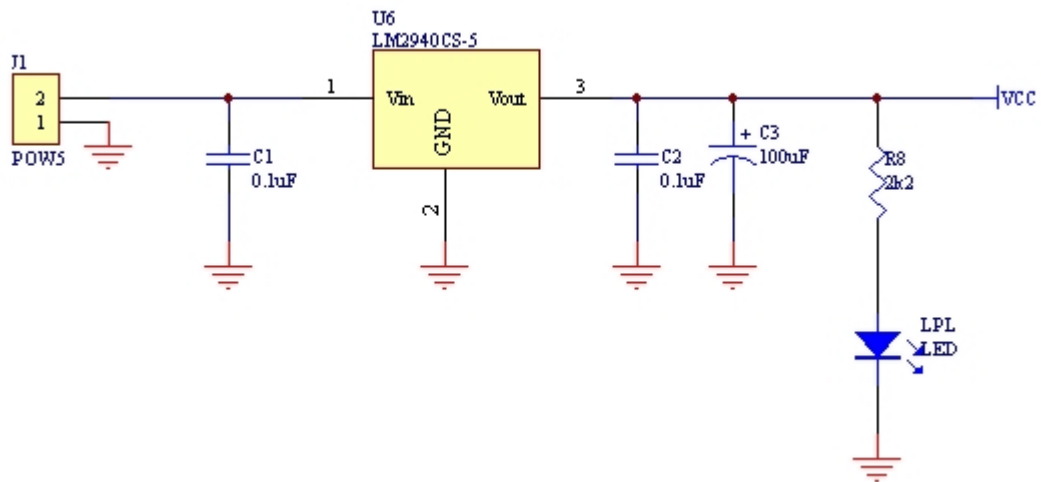 U6
LM2940CS-5
J1
2
1
POW5
1
Vin
Vout
GND
2
3
C1
0.1uF
C2
0.1uF
+ C3
100uF
VCC
R8
2k2
LPL
LED